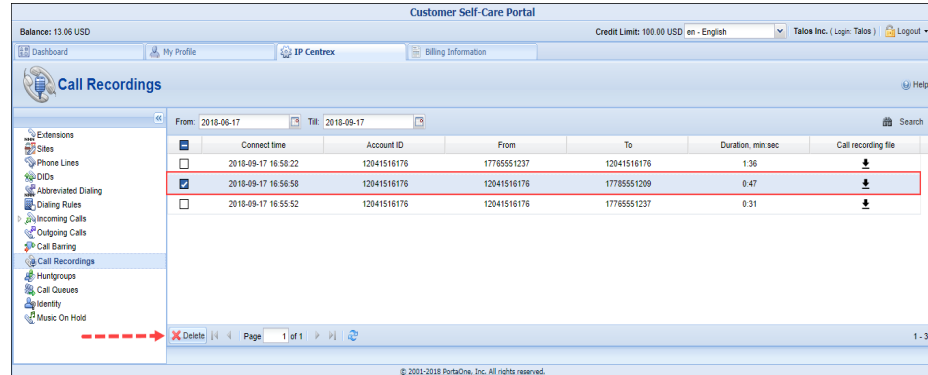 Customer Self-Care Portal
Balance: 13.06 USD Credit Limit: 100.00 USD en - English Talos Inc. ( Login: Talos ) Logout
Dashboard My Profile IP Centrex Billing Information
Call Recordings Help
From: 2018-06-17 Till: 2018-09-17 Search
Extensions
Sites
Phone Lines
DIDs
Abbreviated Dialing
Dialing Rules
Incoming Calls
Outgoing Calls
Call Barring
Call Recordings
Huntgroups
Call Queues
Identity
Music On Hold
Connect time Account ID From To Duration, min:sec Call recording file
2018-09-17 16:58:22 12041516176 17765551237 12041516176 1:36
2018-09-17 16:56:58 12041516176 12041516176 17785551209 0:47
2018-09-17 16:55:52 12041516176 12041516176 17765551237 0:31
Delete Page 1 of 1 1 - 3
© 2001-2018 PortaOne, Inc. All rights reserved.